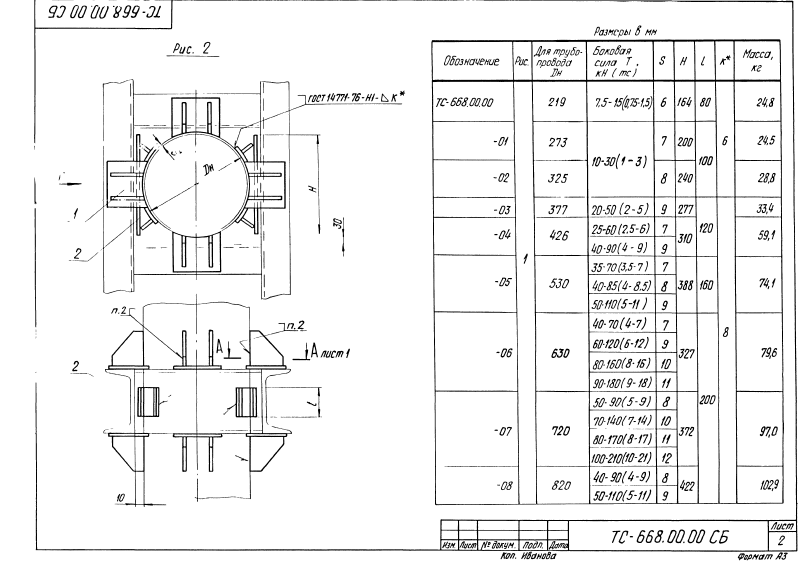 ТС-668.00.00 СБ
Рис. 2
ГОСТ 14771-76-Н1- К*
S
Dн
H
30
1
2
п.2
п.2
А
А лист 1
2
l
10
Размеры в мм
Обозначение Рис. Для трубопровода Dн Боковая сила Т, кН (тс) S H l K* Масса, кг
ТС-668.00.00 1 219 7.5-15(0,75-1,5) 6 164 80 6 24,8
-01 273 10-30(1-3) 7 200 100 24.5
-02 325 8 240 28,8
-03 377 20-50 (2-5) 9 277 120 8 33,4
-04 426 25-60(2.5-6) 7 310 59,1
40-90(4-9) 9
-05 530 35-70(3,5-7) 7 388 160 74,1
40-85(4-8.5) 8
50-110(5-11) 9
-06 630 40-70(4-7) 7 327 200 79,6
60-120(6-12) 9
80-160(8-16) 10
90-180(9-18) 11
-07 720 50-90(5-9) 8 372 97,0
70-140(7-14) 10
80-170(8-17) 11
100-210(10-21) 12
-08 820 40-90(4-9) 8 422 102,9
50-110(5-11) 9
Изм Лист № докум. Подп. Дата
ТС-668.00.00 СБ
Лист
2
Коп. Иванова
Формат А3